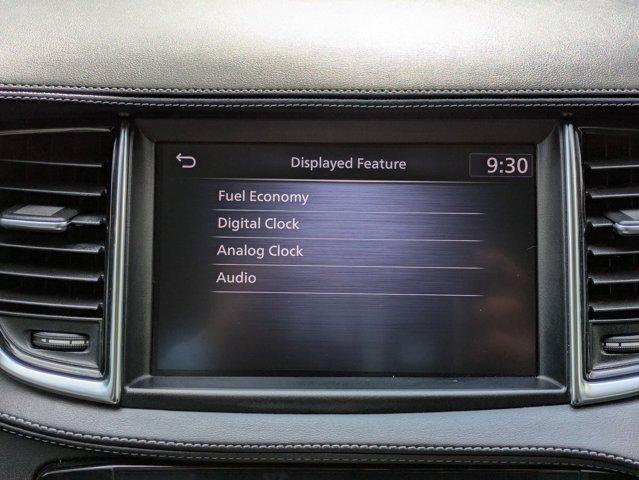 Displayed Feature 9:30
Fuel Economy
Digital Clock
Analog Clock
Audio